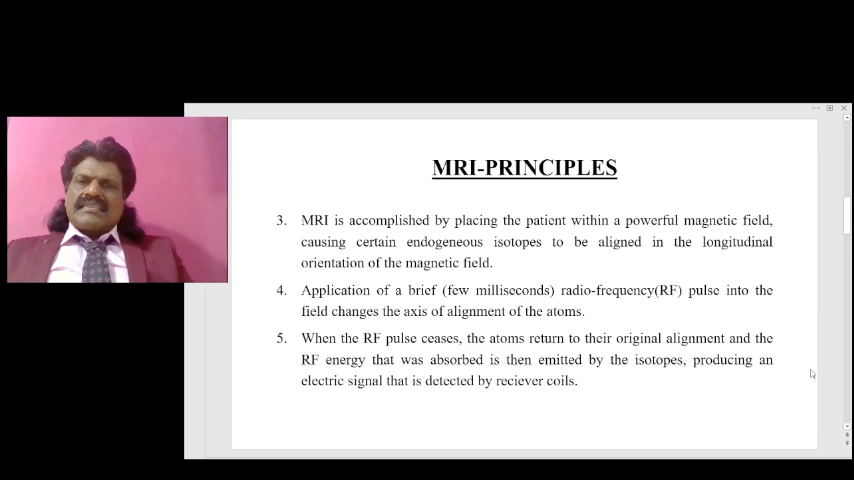 MRI-PRINCIPLES
3. MRI is accomplished by placing the patient within a powerful magnetic field,
causing certain endogeneous isotopes to be aligned in the longitudinal
orientation of the magnetic field.
4. Application of a brief (few milliseconds) radio-frequency(RF) pulse into the
field changes the axis of alignment of the atoms.
5. When the RF pulse ceases, the atoms return to their original alignment and the
RF energy that was absorbed is then emitted by the isotopes, producing an
electric signal that is detected by reciever coils.